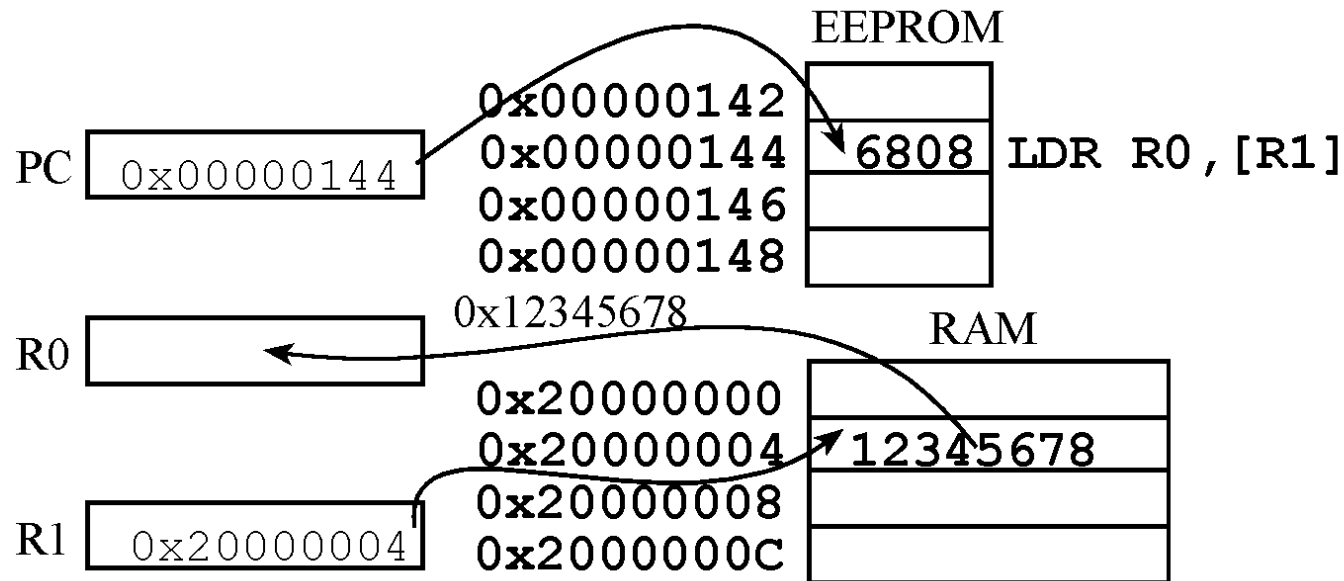 EEPROM
0x00000142
PC 0x00000144 0x00000144 6808 LDR R0,[R1]
0x00000146
0x00000148
0x12345678
RAM
R0
0x20000000
0x20000004 12345678
0x20000008
R1 0x20000004 0x2000000C